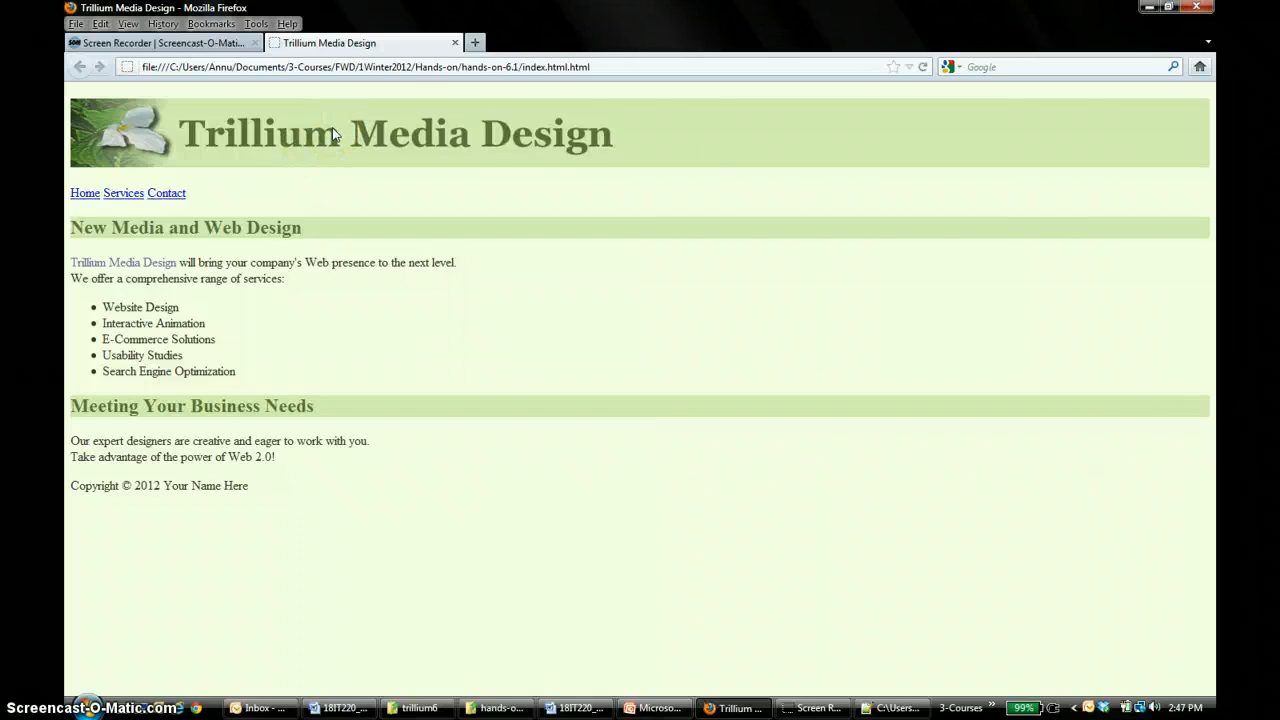 Trillium Media Design - Mozilla Firefox
File Edit View History Bookmarks Tools Help
Screen Recorder | Screencast-O-Mati... Trillium Media Design
file:///C:/Users/Annu/Documents/3-Courses/FWD/1Winter2012/Hands-on/hands-on-6.1/index.html.html Google
Trillium Media Design
Home Services Contact
New Media and Web Design
Trillium Media Design will bring your company's Web presence to the next level.
We offer a comprehensive range of services:
Website Design
Interactive Animation
E-Commerce Solutions
Usability Studies
Search Engine Optimization
Meeting Your Business Needs
Our expert designers are creative and eager to work with you.
Take advantage of the power of Web 2.0!
Copyright © 2012 Your Name Here
Screencast-O-Matic.com Inbox - ... 18IT220_... trillium6 hands-o... 18IT220_... Microso... Trillium ... Screen R... C:\Users... 3-Courses 99% 2:47 PM